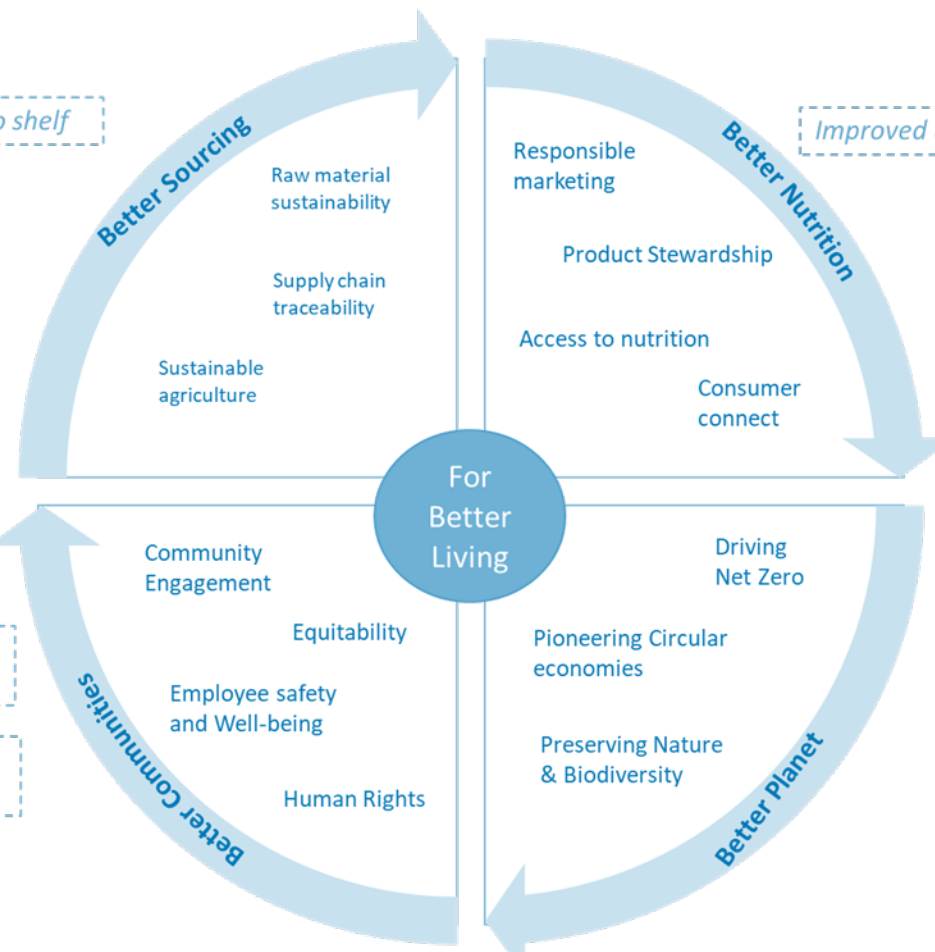 shelf
Improved
Better Sourcing
Raw material
sustainability
Supply chain
traceability
Sustainable
agriculture
Better Nutrition
Responsible
marketing
Product Stewardship
Access to nutrition
Consumer
connect
For
Better
Living
Better Communities
Community
Engagement
Equitability
Employee safety
and Well-being
Human Rights
Better Planet
Driving
Net Zero
Pioneering Circular
economies
Preserving Nature
& Biodiversity